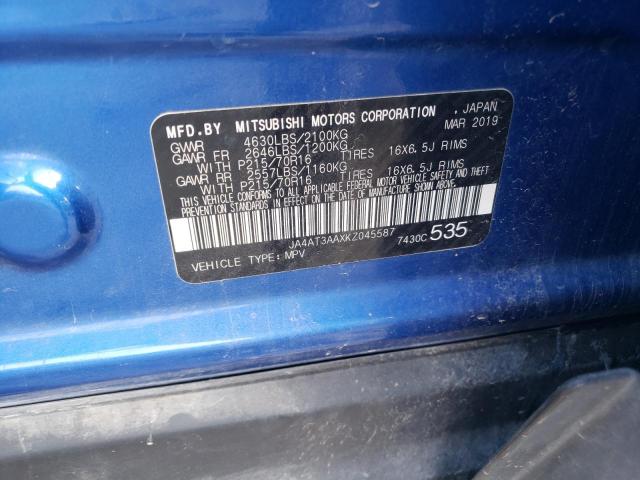 MFD.BY MITSUBISHI MOTORS CORPORATION , JAPAN
GVWR 4630LBS/2100KG MAR 2019
GAWR FR 2646LBS/1200KG
WITH P215/70R16 TIRES 16X6.5J RIMS
GAWR RR 2557LBS/1160KG
WITH P215/70R16 TIRES 16X6.5J RIMS
THIS VEHICLE CONFORMS TO ALL APPLICABLE FEDERAL MOTOR VEHICLE SAFETY AND THEFT
PREVENTION STANDARDS IN EFFECT ON THE DATE OF MANUFACTURE SHOWN ABOVE.
JA4AT3AAXKZ045587 7430C 535
VEHICLE TYPE: MPV